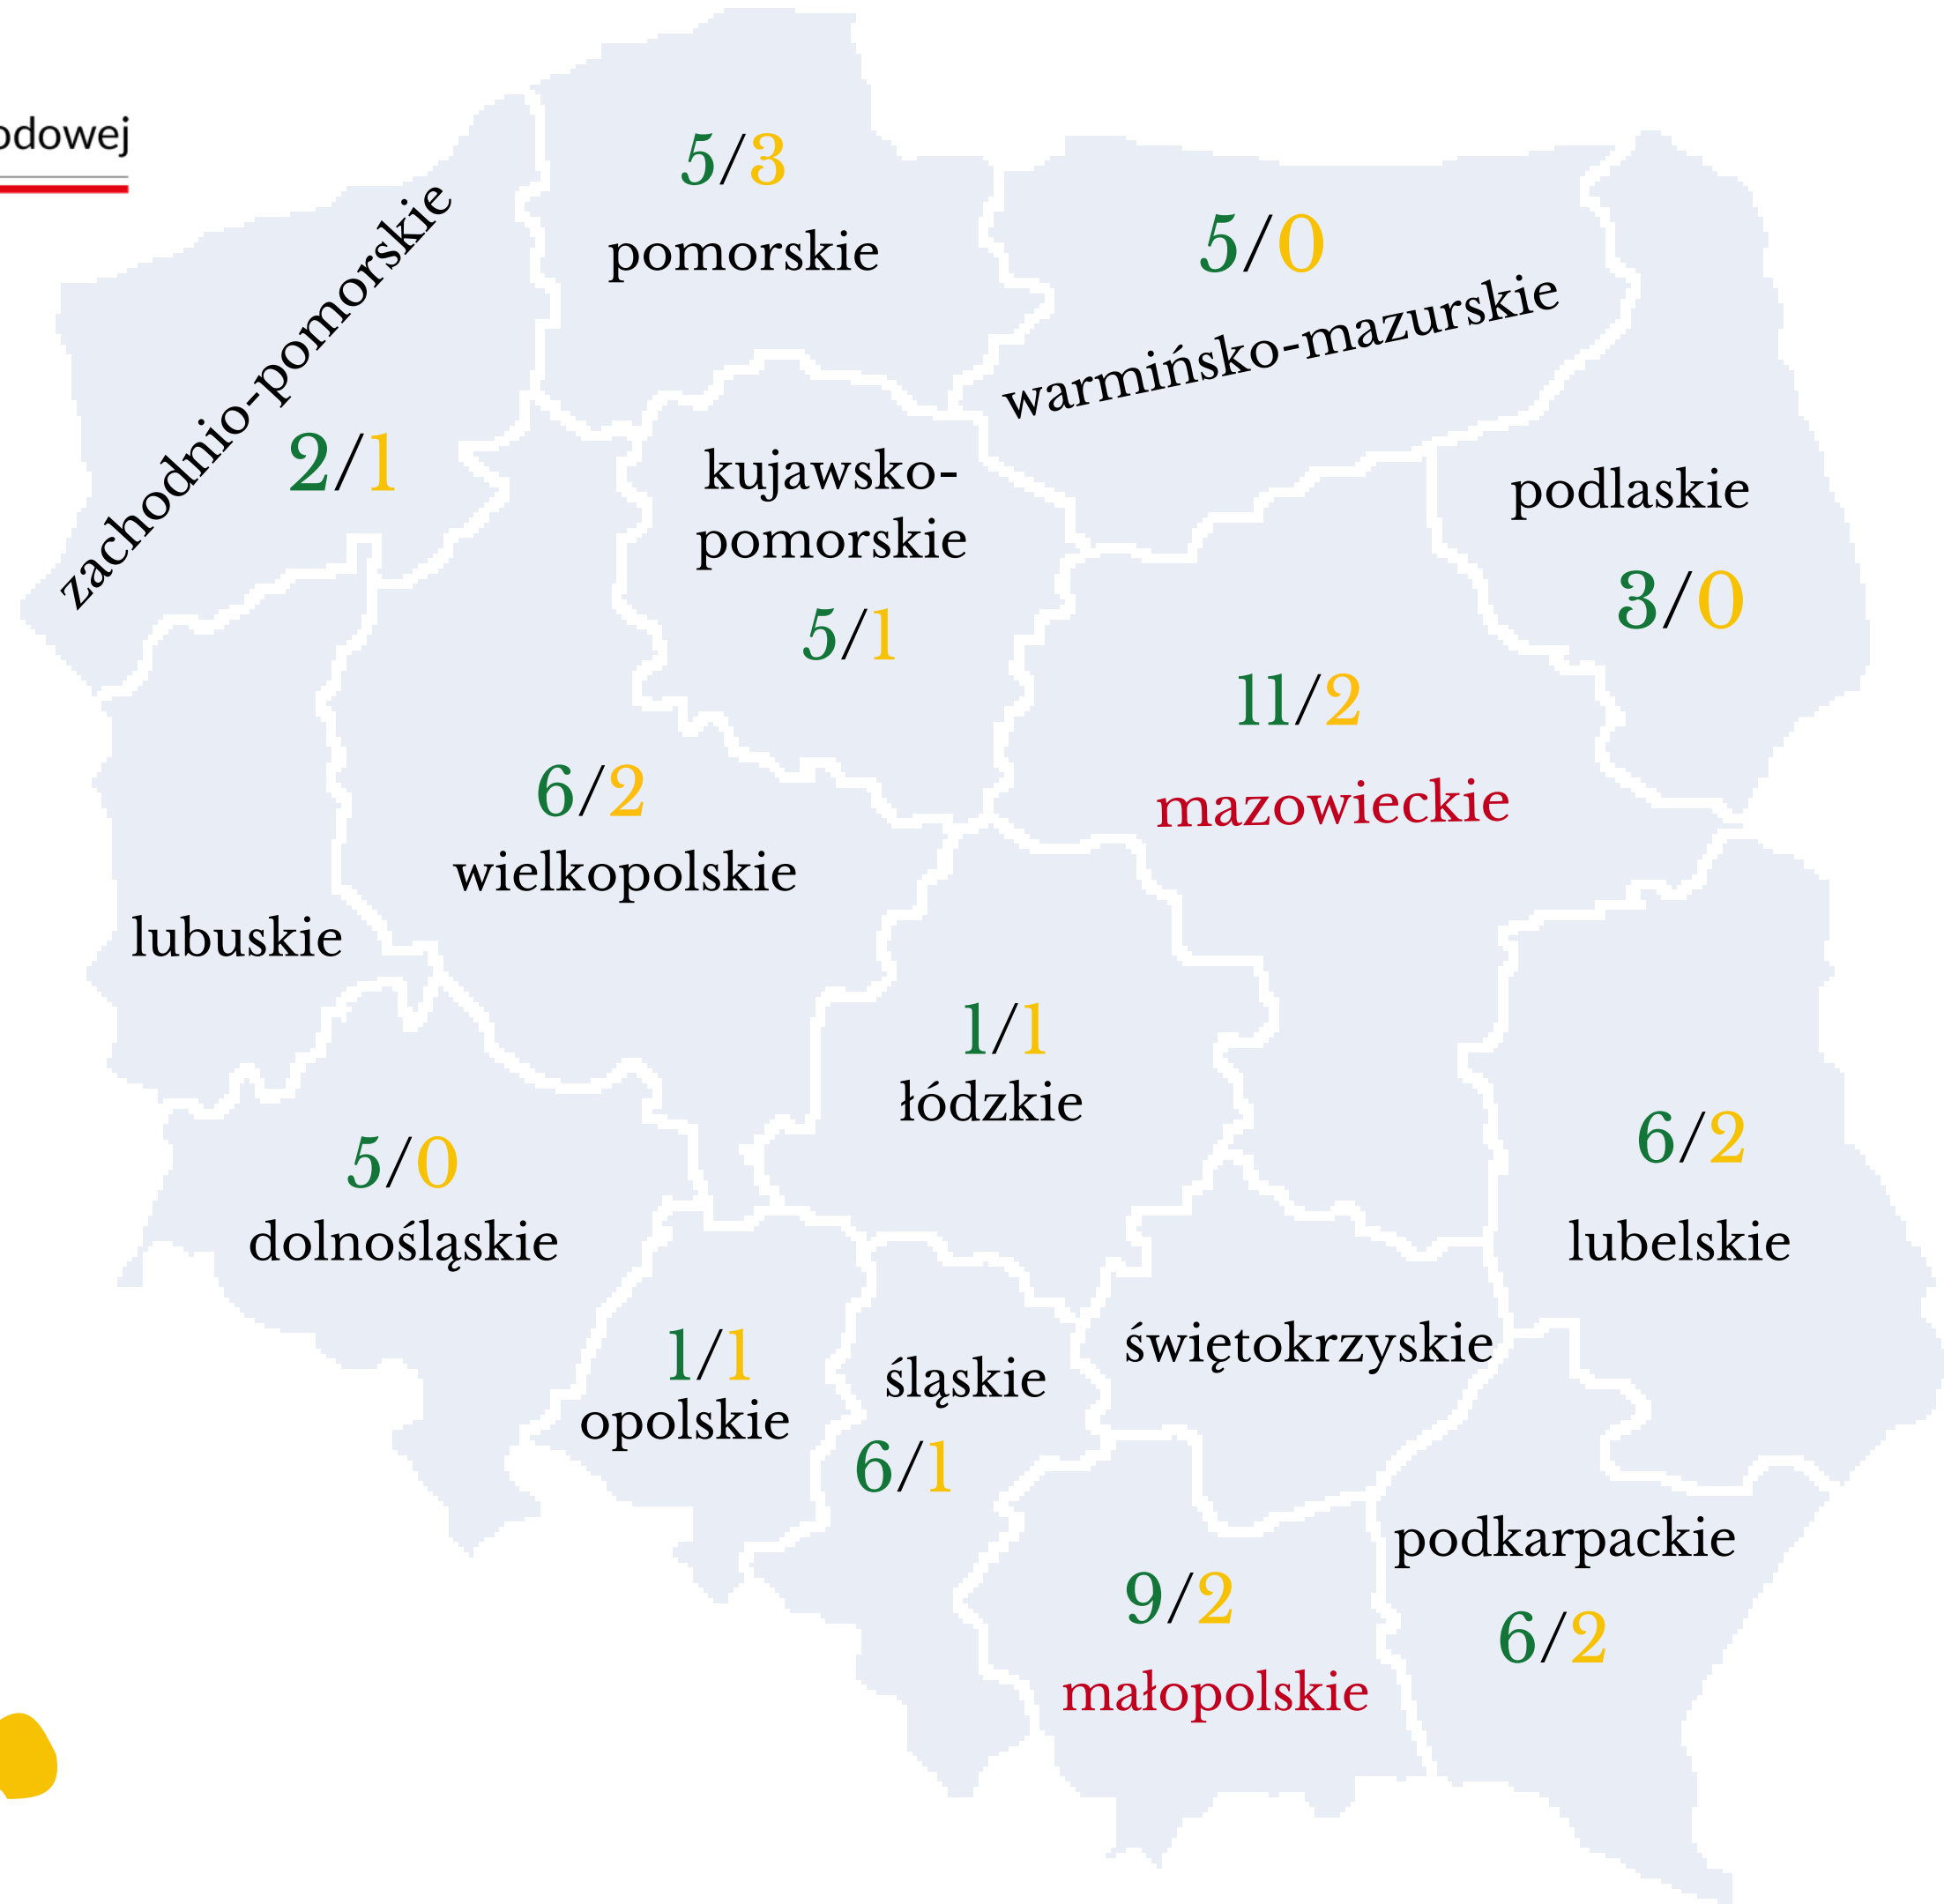 odowej
5/3
pomorskie
5/0
warmińsko-mazurskie
zachodnio-pomorskie
2/1
kujawsko-
pomorskie
5/1
podlaskie
3/0
11/2
mazowieckie
6/2
wielkopolskie
lubuskie
1/1
łódzkie
5/0
dolnośląskie
6/2
lubelskie
1/1
opolskie
śląskie
6/1
świętokrzyskie
9/2
małopolskie
podkarpackie
6/2